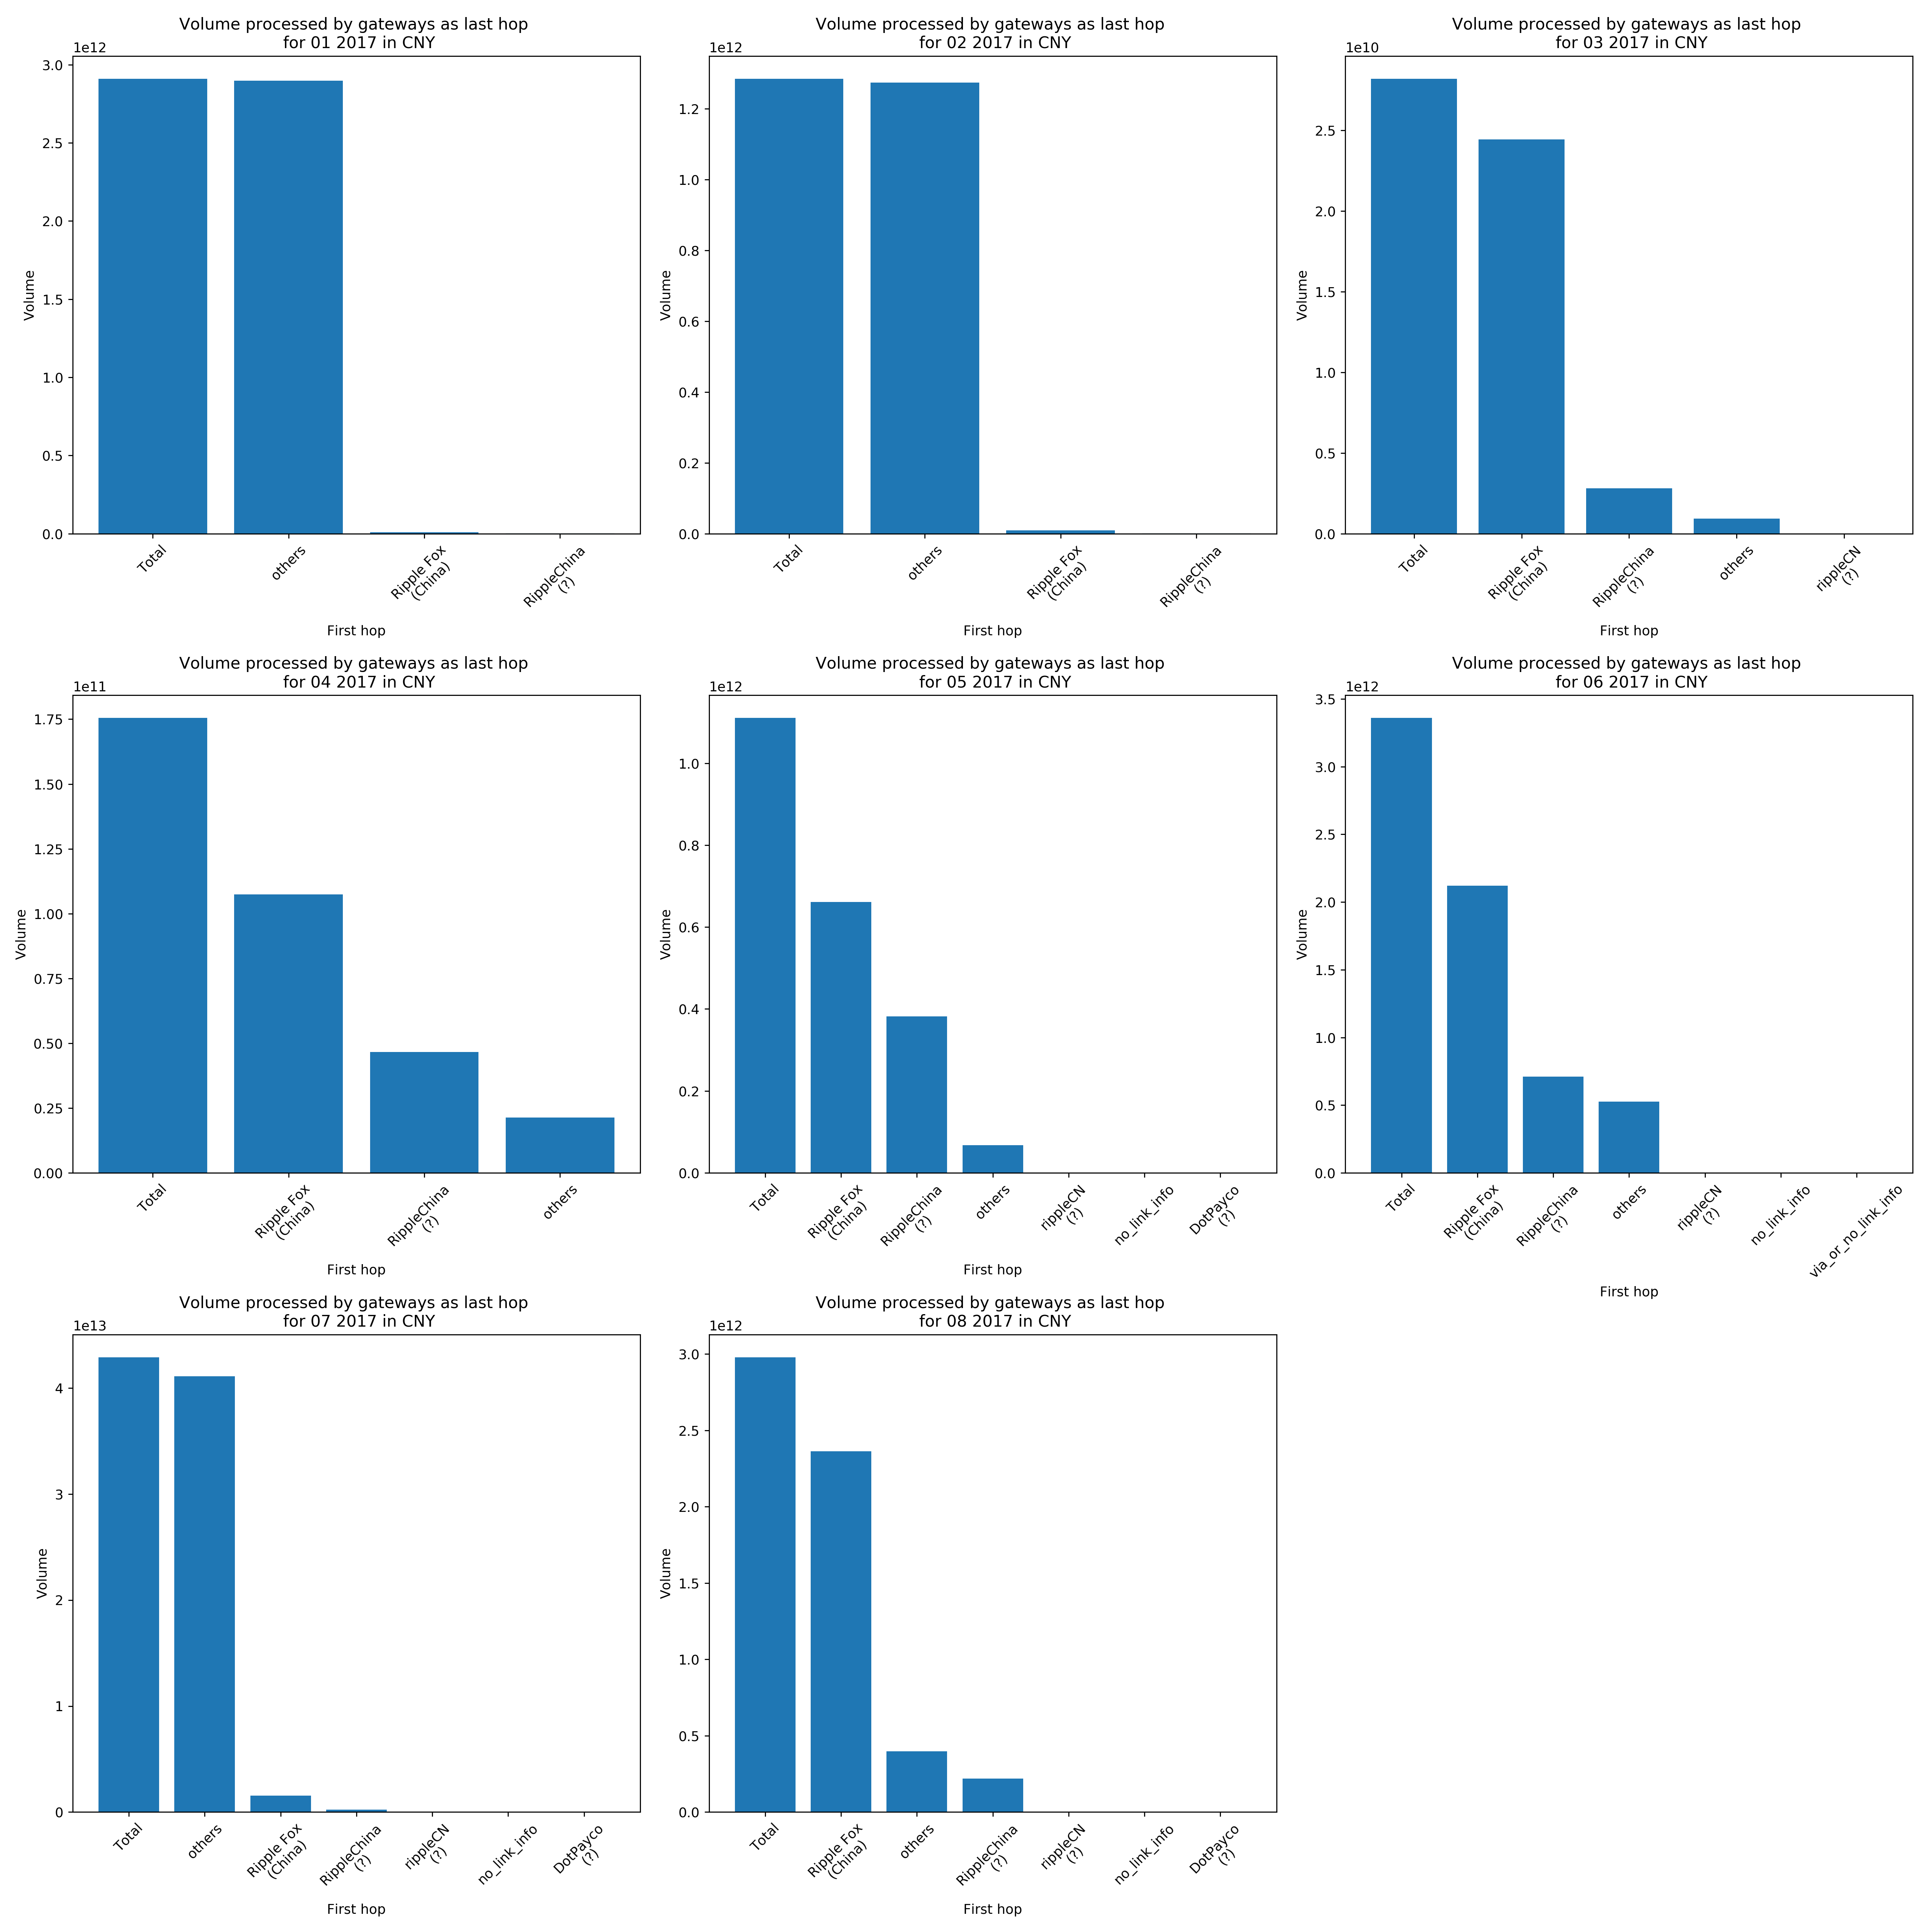 Volume processed by gateways as last hop
for 01 2017 in CNY
1e12
3.0
2.5
2.0
1.5
1.0
0.5
0.0
Volume
Total
others
Ripple Fox
(China)
RippleChina
(?)
First hop
Volume processed by gateways as last hop
for 02 2017 in CNY
1e12
1.2
1.0
0.8
0.6
0.4
0.2
0.0
Volume
Total
others
Ripple Fox
(China)
RippleChina
(?)
First hop
Volume processed by gateways as last hop
for 03 2017 in CNY
1e10
2.5
2.0
1.5
1.0
0.5
0.0
Volume
Total
Ripple Fox
(China)
RippleChina
(?)
others
rippleCN
(?)
First hop
Volume processed by gateways as last hop
for 04 2017 in CNY
1e11
1.75
1.50
1.25
1.00
0.75
0.50
0.25
0.00
Volume
Total
Ripple Fox
(China)
RippleChina
(?)
others
First hop
Volume processed by gateways as last hop
for 05 2017 in CNY
1e12
1.0
0.8
0.6
0.4
0.2
0.0
Volume
Total
Ripple Fox
(China)
RippleChina
(?)
others
rippleCN
(?)
no_link_info
DotPayco
(?)
First hop
Volume processed by gateways as last hop
for 06 2017 in CNY
1e12
3.5
3.0
2.5
2.0
1.5
1.0
0.5
0.0
Volume
Total
Ripple Fox
(China)
RippleChina
(?)
others
rippleCN
(?)
no_link_info
via_or_no_link_info
First hop
Volume processed by gateways as last hop
for 07 2017 in CNY
1e13
4
3
2
1
0
Volume
Total
others
Ripple Fox
(China)
RippleChina
(?)
rippleCN
(?)
no_link_info
DotPayco
(?)
First hop
Volume processed by gateways as last hop
for 08 2017 in CNY
1e12
3.0
2.5
2.0
1.5
1.0
0.5
0.0
Volume
Total
Ripple Fox
(China)
others
RippleChina
(?)
rippleCN
(?)
no_link_info
DotPayco
(?)
First hop